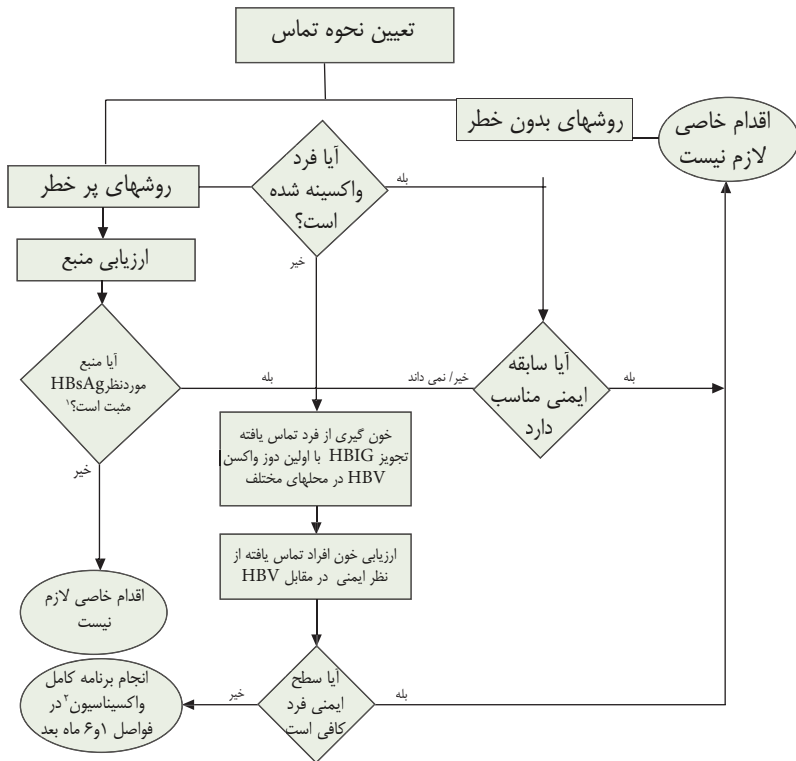 تعیین نحوه تماس
روشهای بدون خطر
اقدام خاصی
لازم نیست
آیا فرد
واکسینه شده
است؟
بله
خیر
روشهای پر خطر
ارزیابی منبع
آیا منبع
موردنظر HBsAg
مثبت است؟۱
بله
خیر
آیا سابقه
ایمنی مناسب
دارد
خیر/ نمی داند
بله
خون گیری از فرد تماس یافته
تجویز HBIG با اولین دوز واکسن
HBV در محلهای مختلف
ارزیابی خون افراد تماس یافته از
نظر ایمنی در مقابل HBV
اقدام خاصی لازم
نیست
آیا سطح
ایمنی فرد
کافی است
بله
خیر
انجام برنامه کامل
واکسیناسیون۲ در
فواصل ۱و۶ ماه بعد